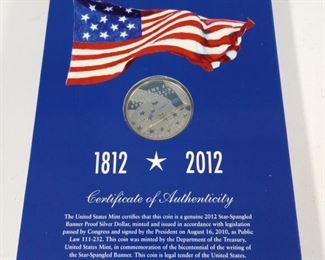 1812 ★ 2012
Certificate of Authenticity
The United States Mint certifies that this coin is a genuine 2012 Star-Spangled
Banner Proof Silver Dollar, minted and issued in accordance with legislation
passed by Congress and signed by the President on August 16, 2010, as Public
Law 111-232. This coin was minted by the Department of the Treasury,
United States Mint, in commemoration of the bicentennial of the writing of
the Star-Spangled Banner. This coin is legal tender of the United States.